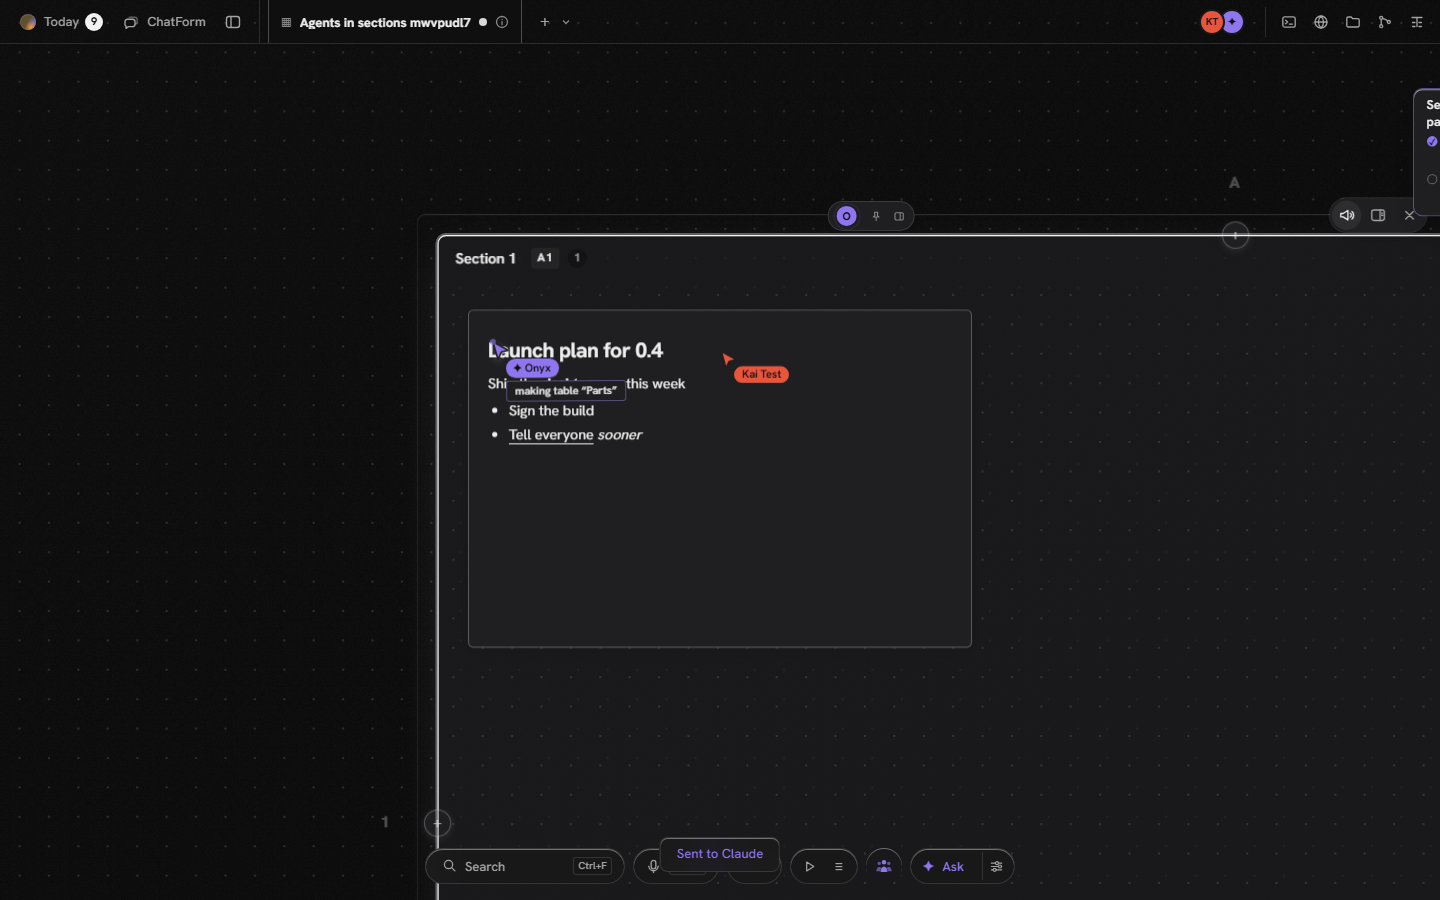 Today 9 ChatForm Agents in sections mwvpudl7 KT
Se
pa
A
Section 1 A1 1
Launch plan for 0.4
Onyx
Kai Test
this week
making table “Parts”
Sign the build
Tell everyone sooner
1
Sent to Claude
Search Ctrl+F Ask